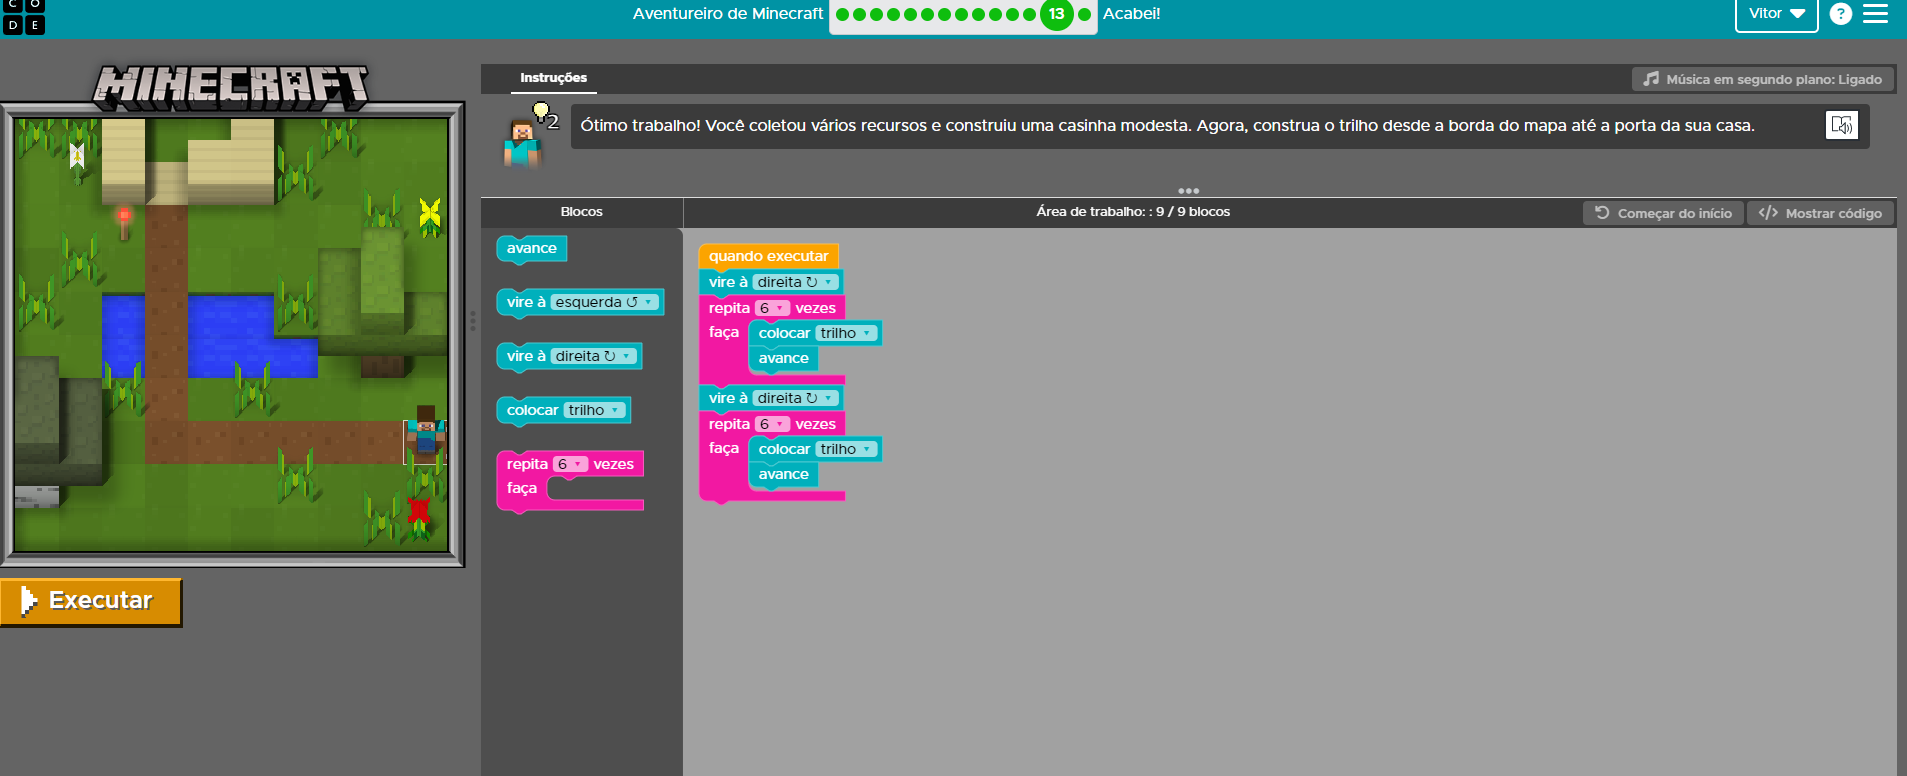 C O
D E
Aventureiro de Minecraft
13
Acabei!
Vitor
?
MINECRAFT
Instruções
Música em segundo plano: Ligado
2
Ótimo trabalho! Você coletou vários recursos e construiu uma casinha modesta. Agora, construa o trilho desde a borda do mapa até a porta da sua casa.
Blocos
Área de trabalho: : 9 / 9 blocos
Começar do início
</> Mostrar código
avance
vire à esquerda ↺
vire à direita ↻
colocar trilho
repita 6 vezes
faça
quando executar
vire à direita ↻
repita 6 vezes
faça colocar trilho
avance
vire à direita ↻
repita 6 vezes
faça colocar trilho
avance
Executar